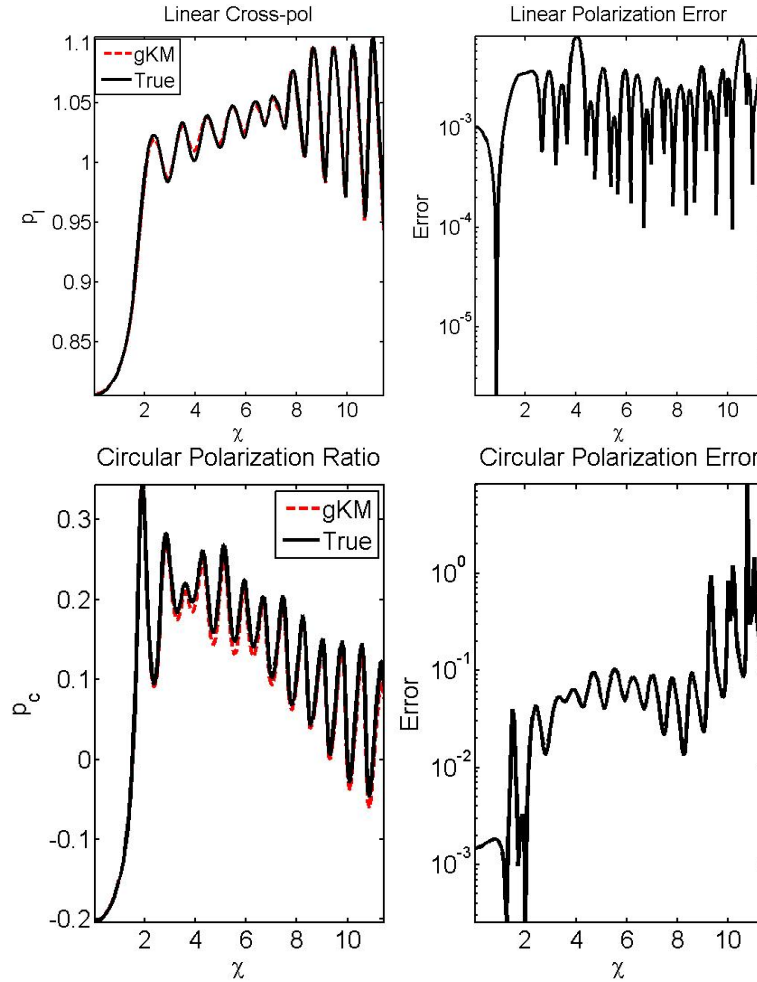 Linear Cross-pol
1.1
1.05
1
0.95
0.9
0.85
p_l
gKM
True
2 4 6 8 10
χ
Linear Polarization Error
10^-3
10^-4
10^-5
Error
2 4 6 8 10
χ
Circular Polarization Ratio
0.3
0.2
0.1
0
-0.1
-0.2
p_c
gKM
True
2 4 6 8 10
χ
Circular Polarization Error
10^0
10^-1
10^-2
10^-3
Error
2 4 6 8 10
χ